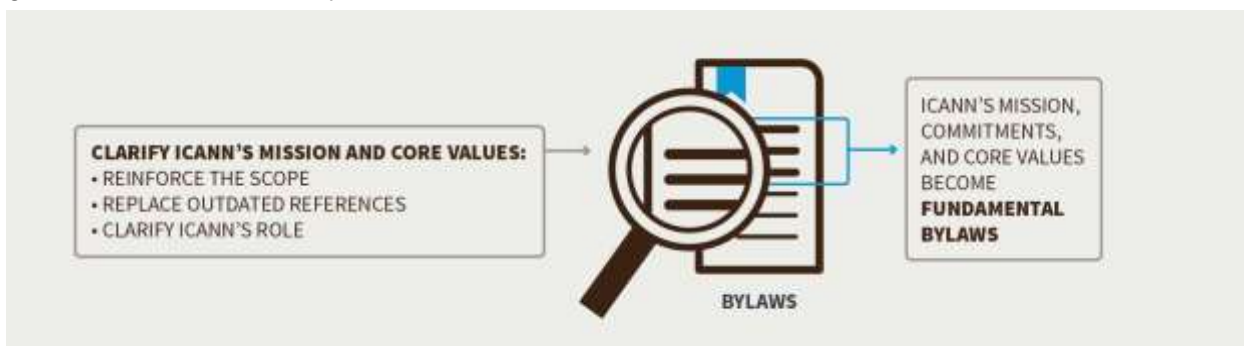 CLARIFY ICANN'S MISSION AND CORE VALUES:
• REINFORCE THE SCOPE
• REPLACE OUTDATED REFERENCES
• CLARIFY ICANN'S ROLE
BYLAWS
ICANN'S MISSION,
COMMITMENTS,
AND CORE VALUES
BECOME
FUNDAMENTAL
BYLAWS